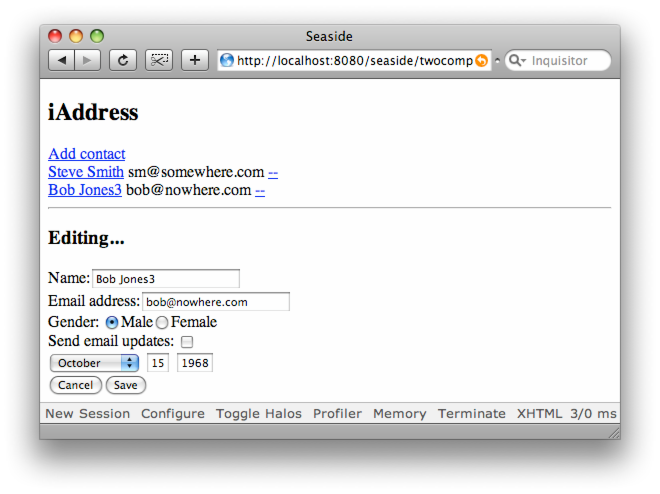 Seaside
http://localhost:8080/seaside/twocomp
Inquisitor
iAddress
Add contact
Steve Smith sm@somewhere.com --
Bob Jones3 bob@nowhere.com --
Editing...
Name: Bob Jones3
Email address: bob@nowhere.com
Gender: Male Female
Send email updates:
October 15 1968
Cancel Save
New Session Configure Toggle Halos Profiler Memory Terminate XHTML 3/0 ms